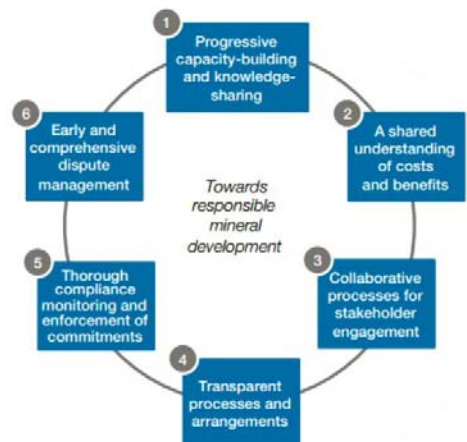 1
Progressive
capacity-building
and knowledge-
sharing
2
A shared
understanding
of costs
and benefits
3
Collaborative
processes for
stakeholder
engagement
4
Transparent
processes and
arrangements
5
Thorough
compliance
monitoring and
enforcement of
commitments
6
Early and
comprehensive
dispute
management
Towards
responsible
mineral
development